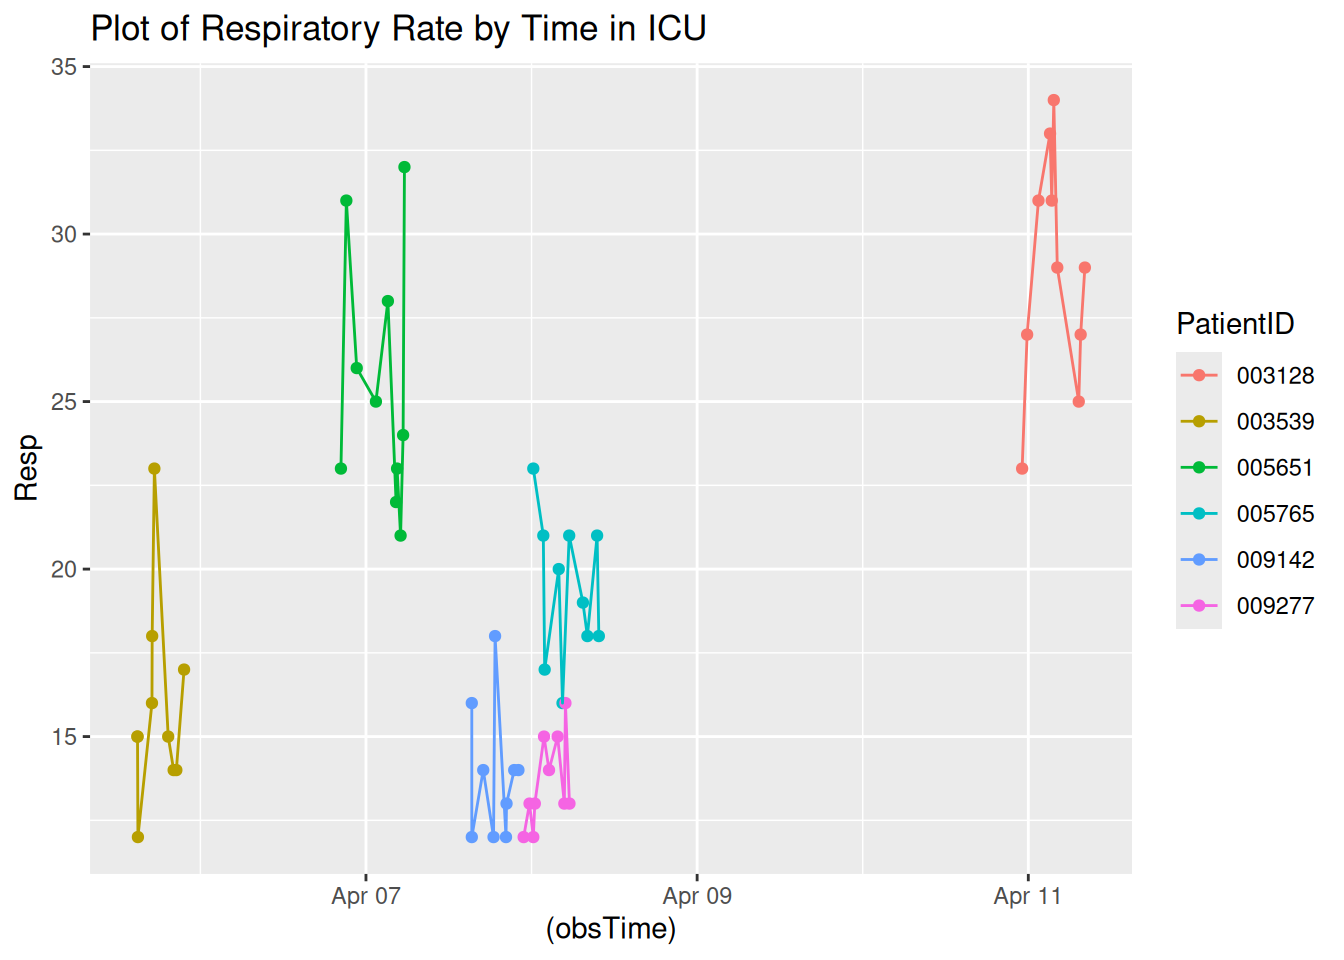 Plot of Respiratory Rate by Time in ICU
35
30
25
20
15
Resp
Apr 07
Apr 09
Apr 11
(obsTime)
PatientID
003128
003539
005651
005765
009142
009277